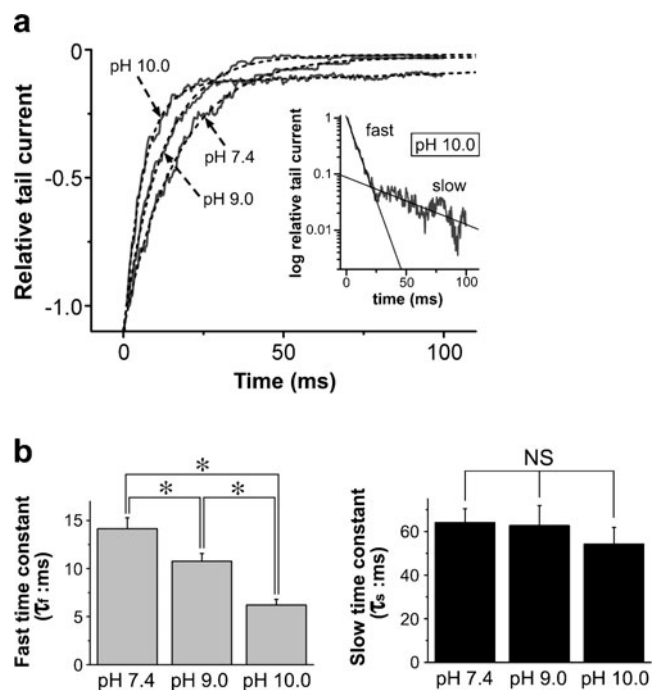 a
0
-0.5
-1.0
Relative tail current
pH 10.0
pH 9.0
pH 7.4
0
50
100
Time (ms)
1
0.1
0.01
log relative tail current
fast
pH 10.0
slow
0
50
100
time (ms)
b
15
10
5
0
Fast time constant
(τf :ms)
*
* *
pH 7.4 pH 9.0 pH 10.0
NS
60
40
20
0
Slow time constant
(τs :ms)
pH 7.4 pH 9.0 pH 10.0